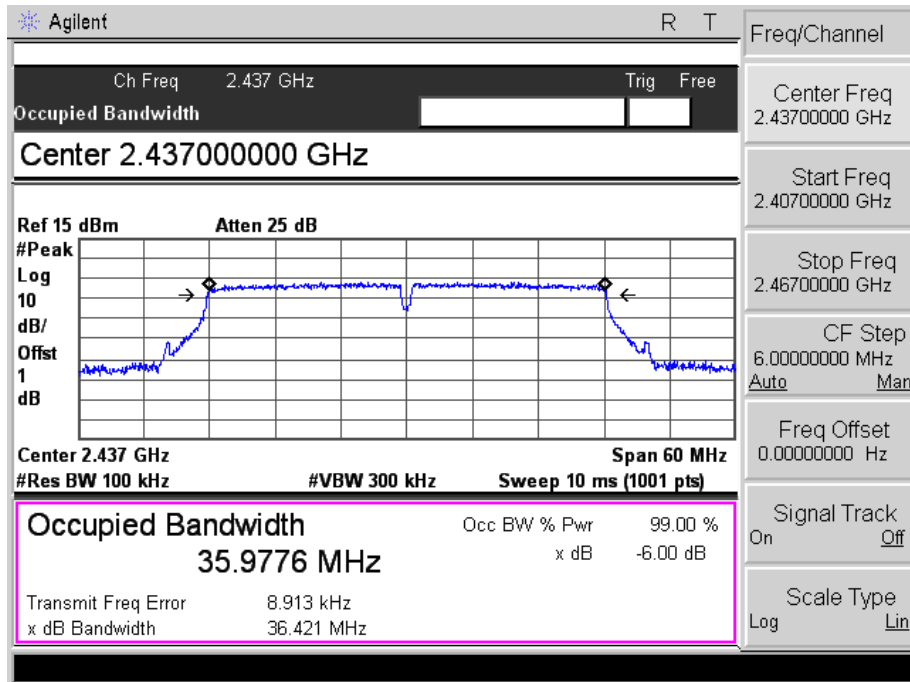 Agilent R T
Ch Freq 2.437 GHz Trig Free
Occupied Bandwidth
Center 2.437000000 GHz
Ref 15 dBm Atten 25 dB
#Peak
Log
10
dB/
Offst
1
dB
Center 2.437 GHz Span 60 MHz
#Res BW 100 kHz #VBW 300 kHz Sweep 10 ms (1001 pts)
Occupied Bandwidth
35.9776 MHz
Occ BW % Pwr 99.00 %
x dB -6.00 dB
Transmit Freq Error 8.913 kHz
x dB Bandwidth 36.421 MHz
Freq/Channel
Center Freq
2.43700000 GHz
Start Freq
2.40700000 GHz
Stop Freq
2.46700000 GHz
CF Step
6.00000000 MHz
Auto Man
Freq Offset
0.00000000 Hz
Signal Track
On Off
Scale Type
Log Lin